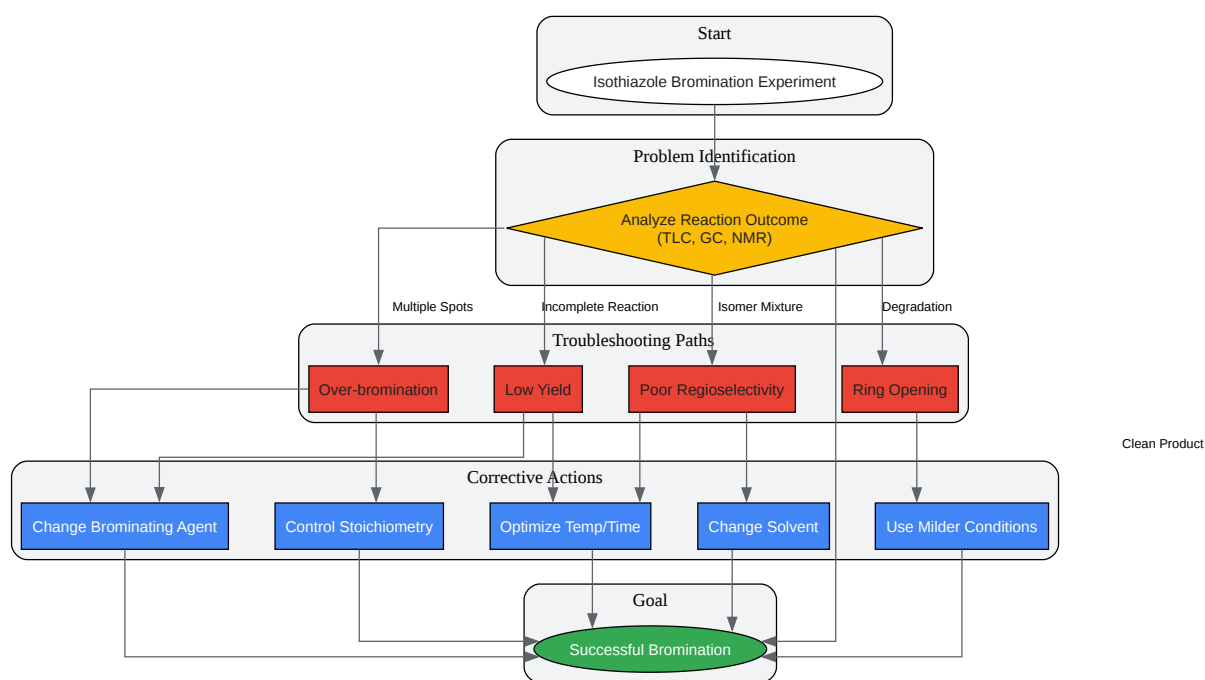 Start
Isothiazole Bromination Experiment
Problem Identification
Analyze Reaction Outcome
(TLC, GC, NMR)
Multiple Spots
Incomplete Reaction
Isomer Mixture
Degradation
Troubleshooting Paths
Over-bromination
Low Yield
Poor Regioselectivity
Ring Opening
Clean Product
Corrective Actions
Change Brominating Agent
Control Stoichiometry
Optimize Temp/Time
Change Solvent
Use Milder Conditions
Goal
Successful Bromination